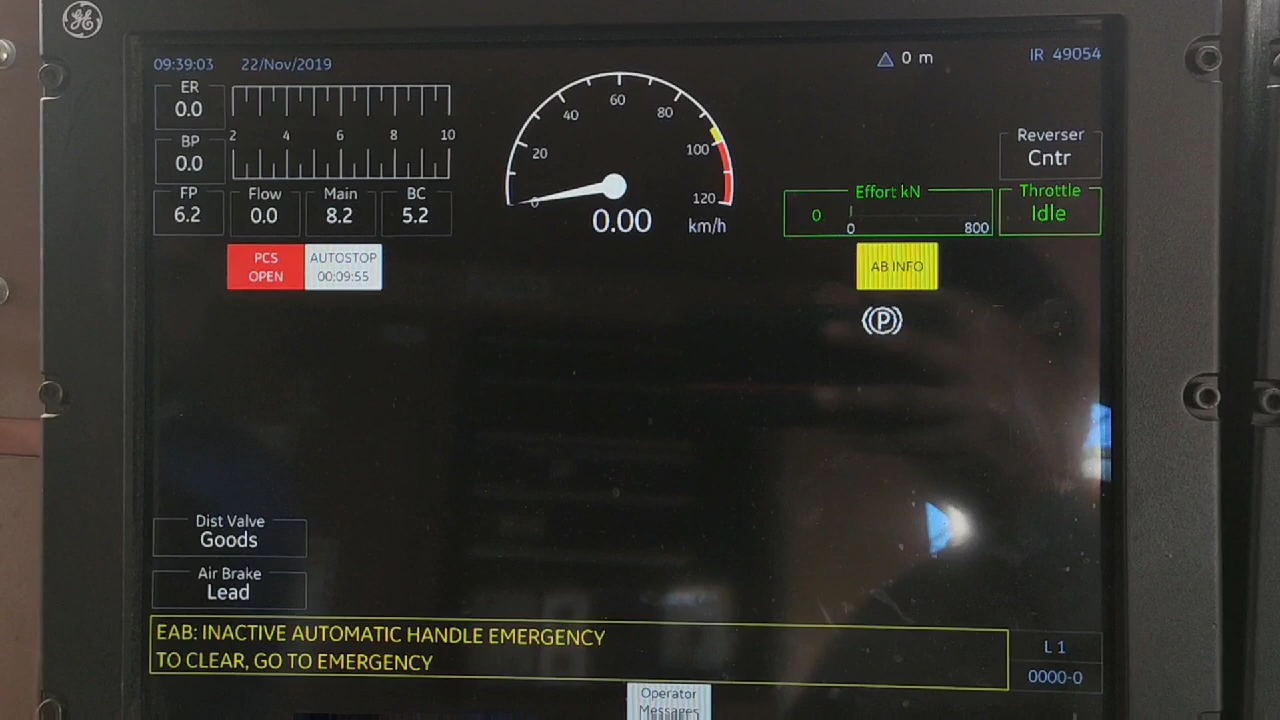 GE
09:39:03 22/Nov/2019
0 m
IR 49054
ER
0.0
BP
0.0
2 4 6 8 10
FP
6.2
Flow
0.0
Main
8.2
BC
5.2
0 20 40 60 80 100 120
0.00
km/h
Reverser
Cntr
Effort kN
0
0 800
Throttle
Idle
PCS
OPEN
AUTOSTOP
00:09:55
AB INFO
P
Dist Valve
Goods
Air Brake
Lead
EAB: INACTIVE AUTOMATIC HANDLE EMERGENCY
TO CLEAR, GO TO EMERGENCY
L 1
0000-0
Operator
Messages